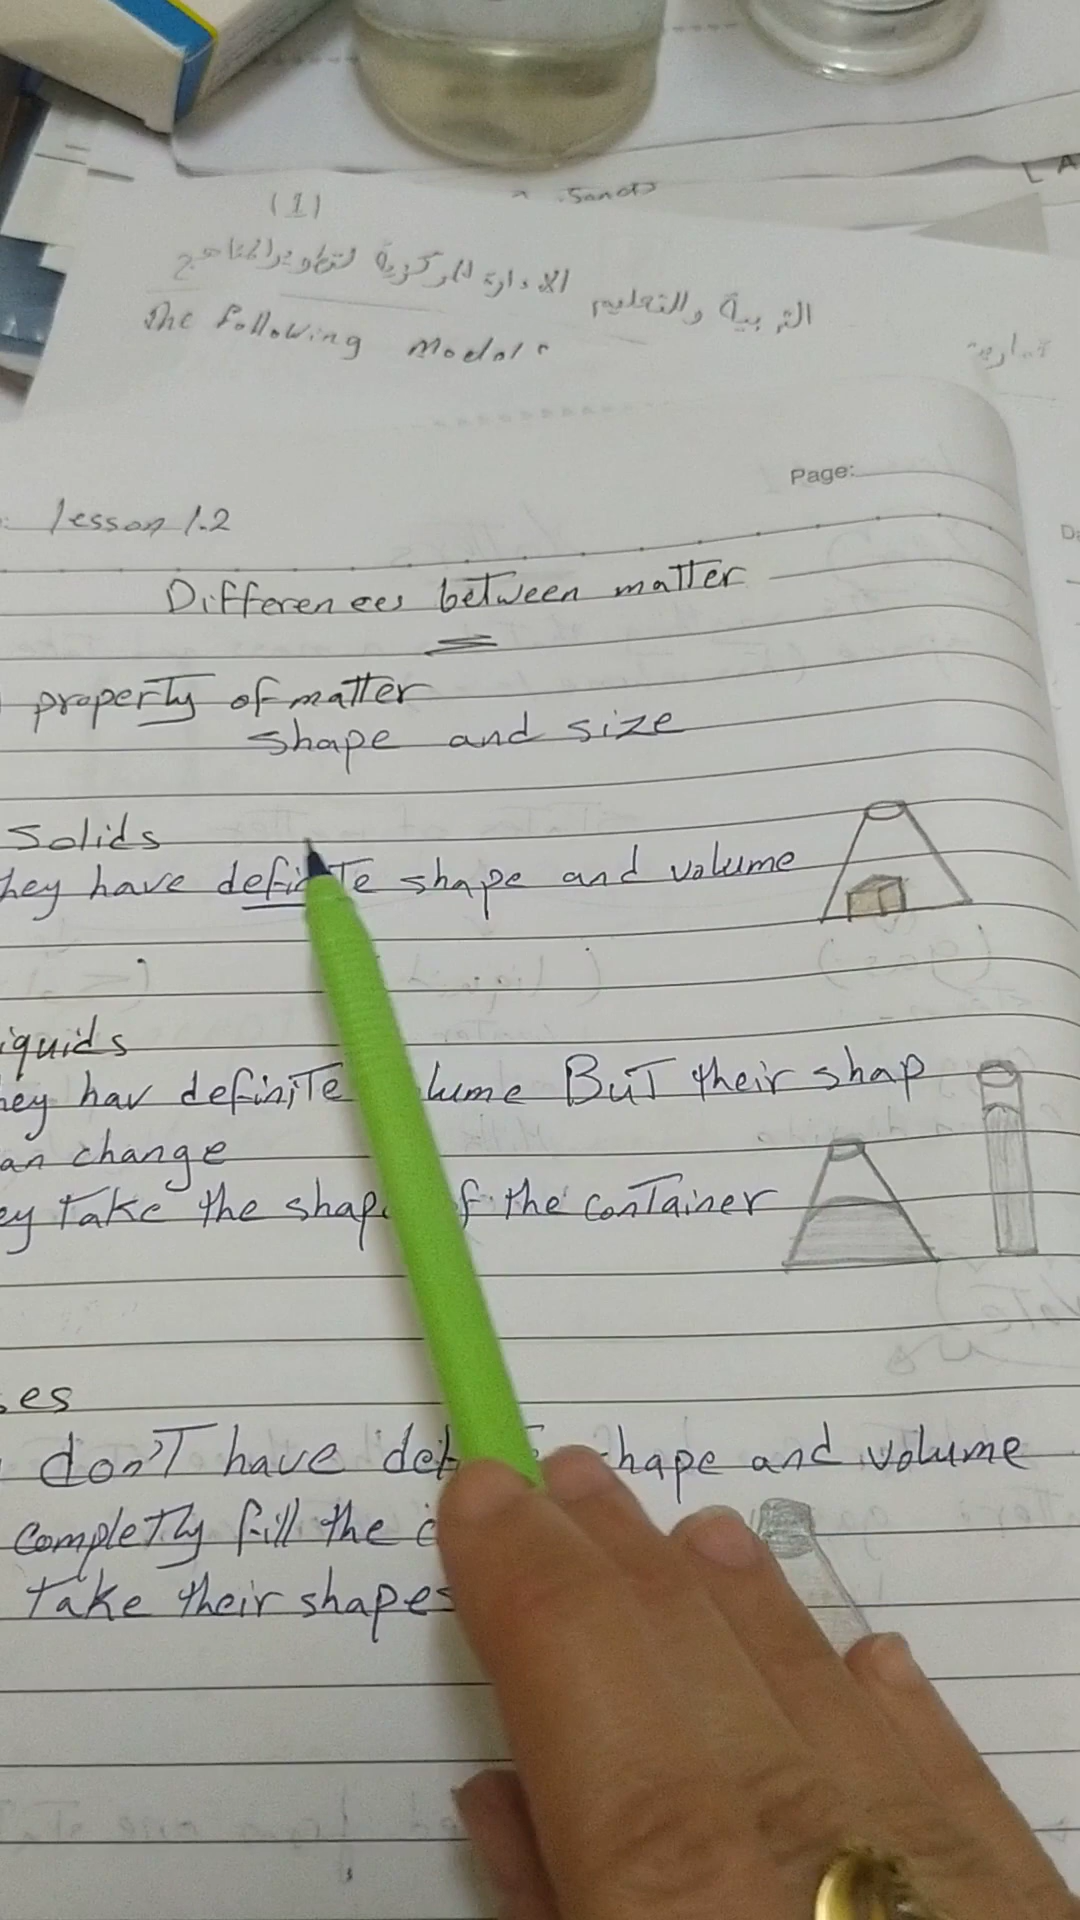 (1)
الادارة المركزية لتطوير المناهج
التربية والتعليم
The following Models
Page:
lesson 1.2
Differences between matter
property of matter
shape and size
Solids
hey have definite shape and volume
iquids
hey hav definite lume BUT their shap
an change
ey take the shap f the container
es
don't have def hape and volume
completly fill the c
take their shapes